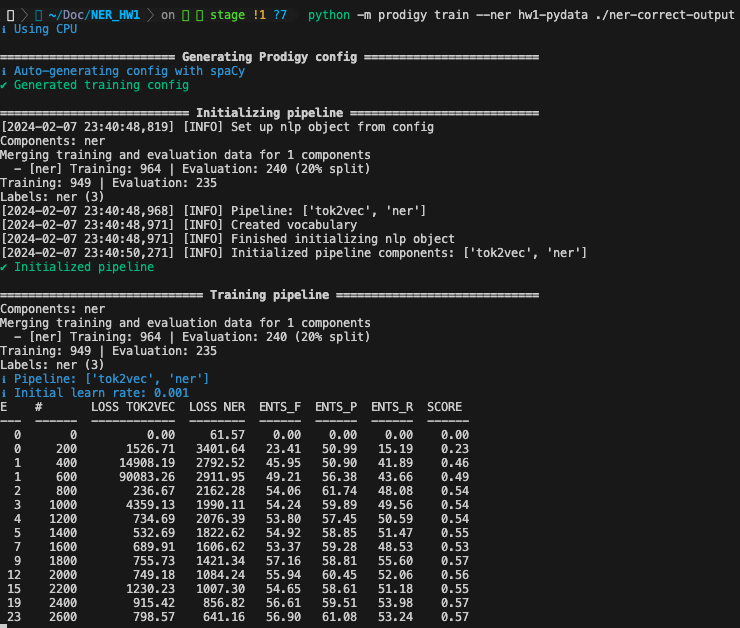 ~/Doc/NER_HW1 on stage !1 ?7 python -m prodigy train --ner hw1-pydata ./ner-correct-output
ℹ Using CPU
========================== Generating Prodigy config =========================
ℹ Auto-generating config with spaCy
✔ Generated training config
=========================== Initializing pipeline ===========================
[2024-02-07 23:40:48,819] [INFO] Set up nlp object from config
Components: ner
Merging training and evaluation data for 1 components
- [ner] Training: 964 | Evaluation: 240 (20% split)
Training: 949 | Evaluation: 235
Labels: ner (3)
[2024-02-07 23:40:48,968] [INFO] Pipeline: ['tok2vec', 'ner']
[2024-02-07 23:40:48,971] [INFO] Created vocabulary
[2024-02-07 23:40:48,971] [INFO] Finished initializing nlp object
[2024-02-07 23:40:50,271] [INFO] Initialized pipeline components: ['tok2vec', 'ner']
✔ Initialized pipeline
============================= Training pipeline =============================
Components: ner
Merging training and evaluation data for 1 components
- [ner] Training: 964 | Evaluation: 240 (20% split)
Training: 949 | Evaluation: 235
Labels: ner (3)
ℹ Pipeline: ['tok2vec', 'ner']
ℹ Initial learn rate: 0.001
E # LOSS TOK2VEC LOSS NER ENTS_F ENTS_P ENTS_R SCORE
--- ------ ------------ -------- ------ ------ ------ ------
0 0 0.00 61.57 0.00 0.00 0.00 0.00
0 200 1526.71 3401.64 23.41 50.99 15.19 0.23
1 400 14908.19 2792.52 45.95 50.90 41.89 0.46
1 600 90083.26 2911.95 49.21 56.38 43.66 0.49
2 800 236.67 2162.28 54.06 61.74 48.08 0.54
3 1000 4359.13 1990.11 54.24 59.89 49.56 0.54
4 1200 734.69 2076.39 53.80 57.45 50.59 0.54
5 1400 532.69 1822.62 54.92 58.85 51.47 0.55
7 1600 689.91 1606.62 53.37 59.28 48.53 0.53
9 1800 755.73 1421.34 57.16 58.81 55.60 0.57
12 2000 749.18 1084.24 55.94 60.45 52.06 0.56
15 2200 1230.23 1007.30 54.65 58.61 51.18 0.55
19 2400 915.42 856.82 56.61 59.51 53.98 0.57
23 2600 798.57 641.16 56.90 61.08 53.24 0.57